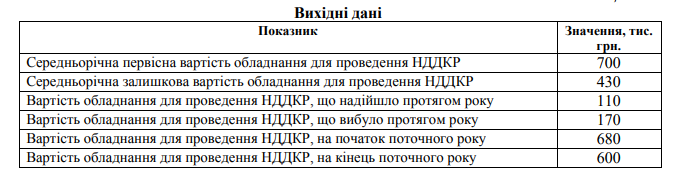 Вихідні дані
Показник Значення, тис. грн.
Середньорічна первісна вартість обладнання для проведення НДДКР 700
Середньорічна залишкова вартість обладнання для проведення НДДКР 430
Вартість обладнання для проведення НДДКР, що надійшло протягом року 110
Вартість обладнання для проведення НДДКР, що вибуло протягом року 170
Вартість обладнання для проведення НДДКР, на початок поточного року 680
Вартість обладнання для проведення НДДКР, на кінець поточного року 600